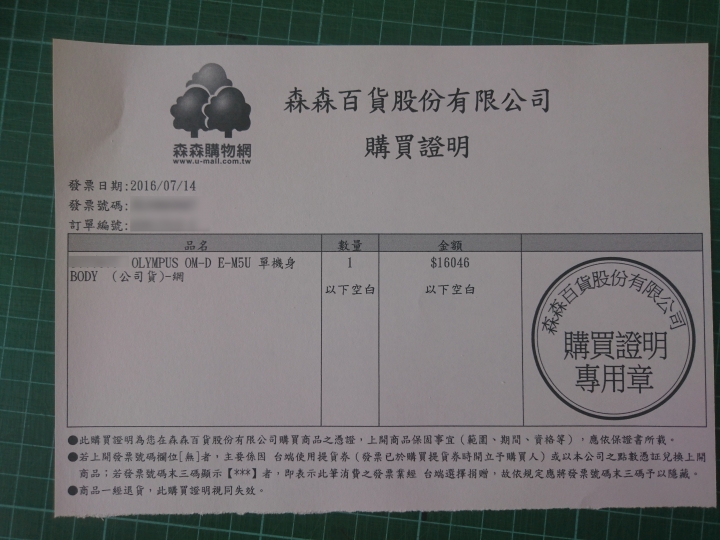 森森購物網
www.u-mall.com.tw
森森百貨股份有限公司
購買證明
發票日期:2016/07/14
發票號碼:
訂單編號:
品名 數量 金額
OLYMPUS OM-D E-M5U 單機身 1 $16046
BODY (公司貨)-網
以下空白 以下空白
森森百貨股份有限公司
購買證明
專用章
●此購買證明為您在森森百貨股份有限公司購買商品之憑證，上開商品保固事宜（範圍、期間、資格等），應依保證書所載。
●若上開發票號碼欄位[無]者，主要係因 台端使用提貨券(發票已於購買提貨券時開立予購買人)或以本公司之點數憑證兌換上開
商品；若發票號碼末三碼顯示【***】者，即表示此筆消費之發票業經 台端選擇捐贈，故依規定應將發票號碼末三碼予以隱藏。
●商品一經退貨，此購買證明視同失效。